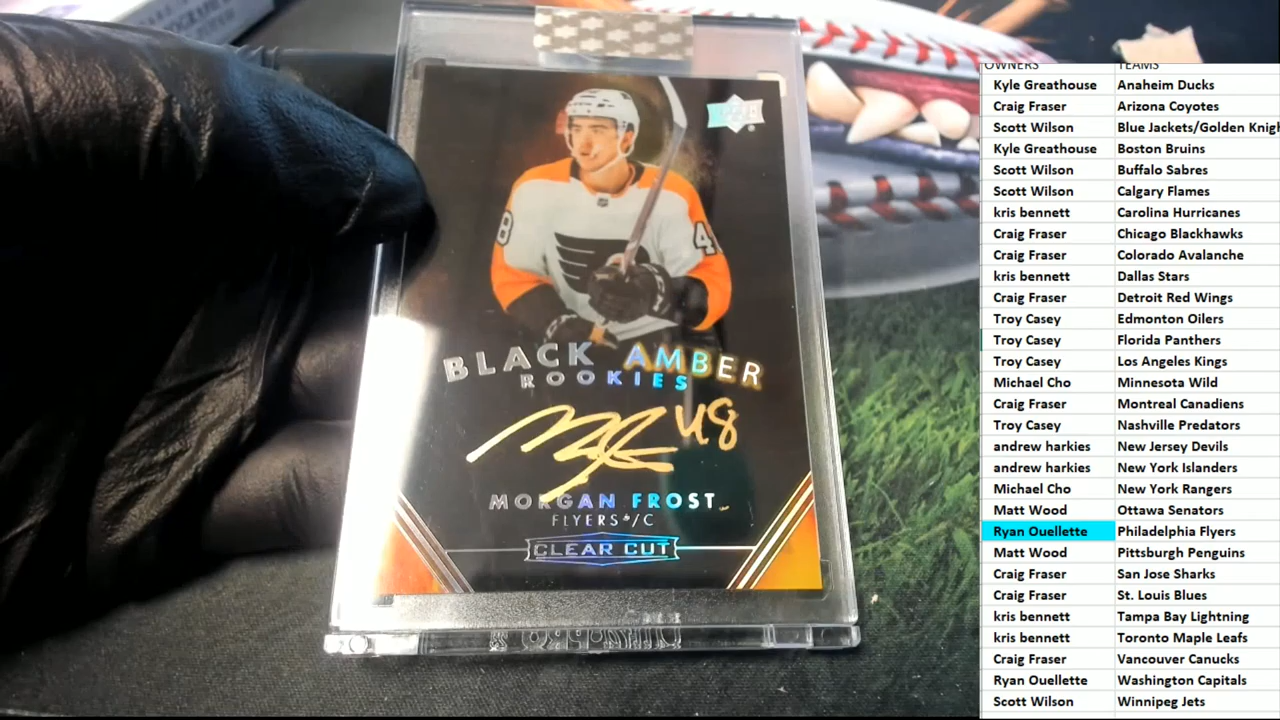 8
4
BLACK AMBER
ROOKIES
48
MORGAN FROST
FLYERS / C
CLEAR CUT
OWNERS TEAMS
Kyle Greathouse Anaheim Ducks
Craig Fraser Arizona Coyotes
Scott Wilson Blue Jackets/Golden Knigh
Kyle Greathouse Boston Bruins
Scott Wilson Buffalo Sabres
Scott Wilson Calgary Flames
kris bennett Carolina Hurricanes
Craig Fraser Chicago Blackhawks
Craig Fraser Colorado Avalanche
kris bennett Dallas Stars
Craig Fraser Detroit Red Wings
Troy Casey Edmonton Oilers
Troy Casey Florida Panthers
Troy Casey Los Angeles Kings
Michael Cho Minnesota Wild
Craig Fraser Montreal Canadiens
Troy Casey Nashville Predators
andrew harkies New Jersey Devils
andrew harkies New York Islanders
Michael Cho New York Rangers
Matt Wood Ottawa Senators
Ryan Ouellette Philadelphia Flyers
Matt Wood Pittsburgh Penguins
Craig Fraser San Jose Sharks
Craig Fraser St. Louis Blues
kris bennett Tampa Bay Lightning
kris bennett Toronto Maple Leafs
Craig Fraser Vancouver Canucks
Ryan Ouellette Washington Capitals
Scott Wilson Winnipeg Jets